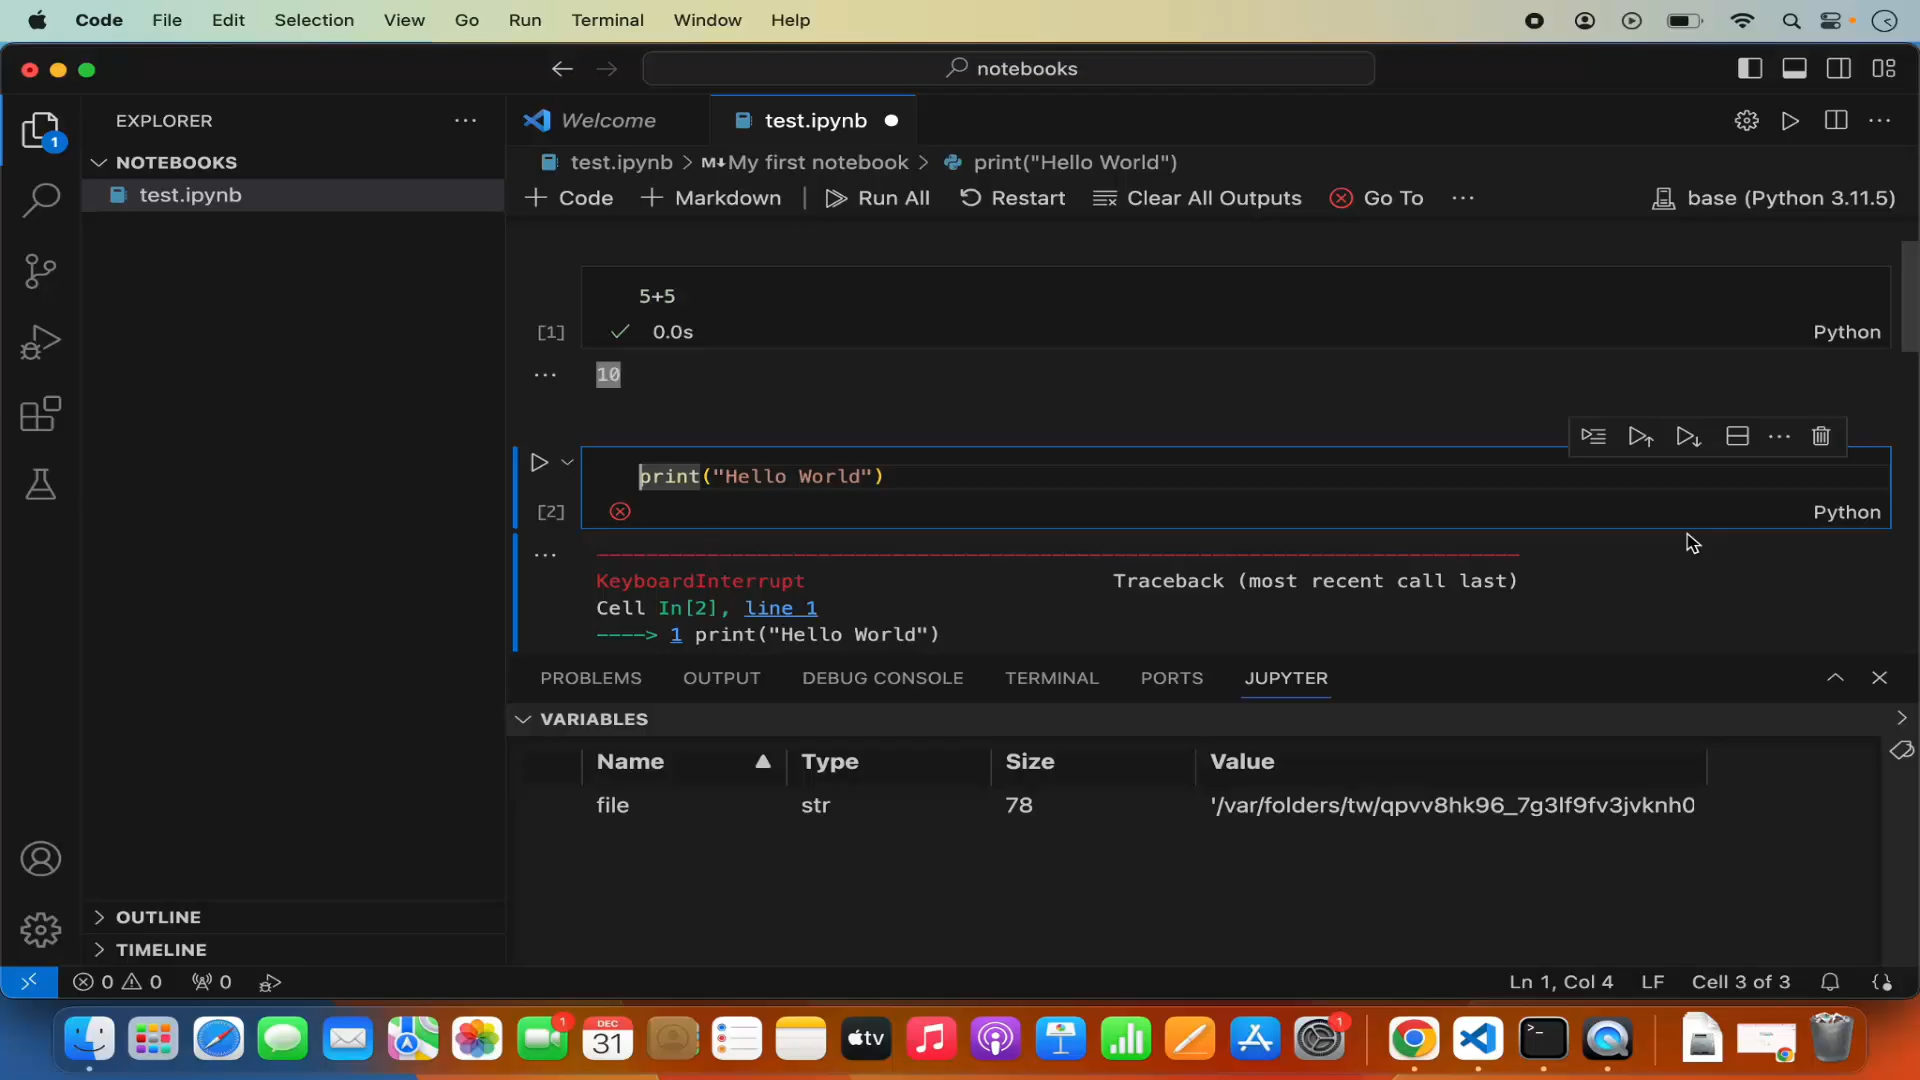 Code File Edit Selection View Go Run Terminal Window Help
notebooks
EXPLORER
Welcome
test.ipynb
NOTEBOOKS
test.ipynb
test.ipynb > M↓My first notebook > print("Hello World")
+ Code + Markdown | Run All Restart Clear All Outputs Go To ... base (Python 3.11.5)
5+5
[1] 0.0s Python
10
print("Hello World")
[2] Python
KeyboardInterrupt Traceback (most recent call last)
Cell In[2], line 1
----> 1 print("Hello World")
PROBLEMS OUTPUT DEBUG CONSOLE TERMINAL PORTS JUPYTER
VARIABLES
Name Type Size Value
file str 78 '/var/folders/tw/qpvv8hk96_7g3lf9fv3jvknh0
OUTLINE
TIMELINE
0 0 0 Ln 1, Col 4 LF Cell 3 of 3
1
1
DEC
31
tv
1